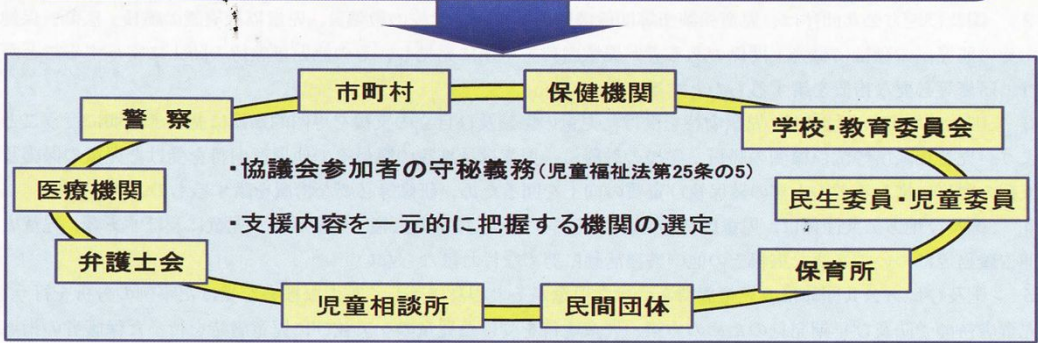 市町村
保健機関
警察
学校・教育委員会
・協議会参加者の守秘義務(児童福祉法第25条の5)
医療機関
民生委員・児童委員
・支援内容を一元的に把握する機関の選定
弁護士会
保育所
児童相談所
民間団体